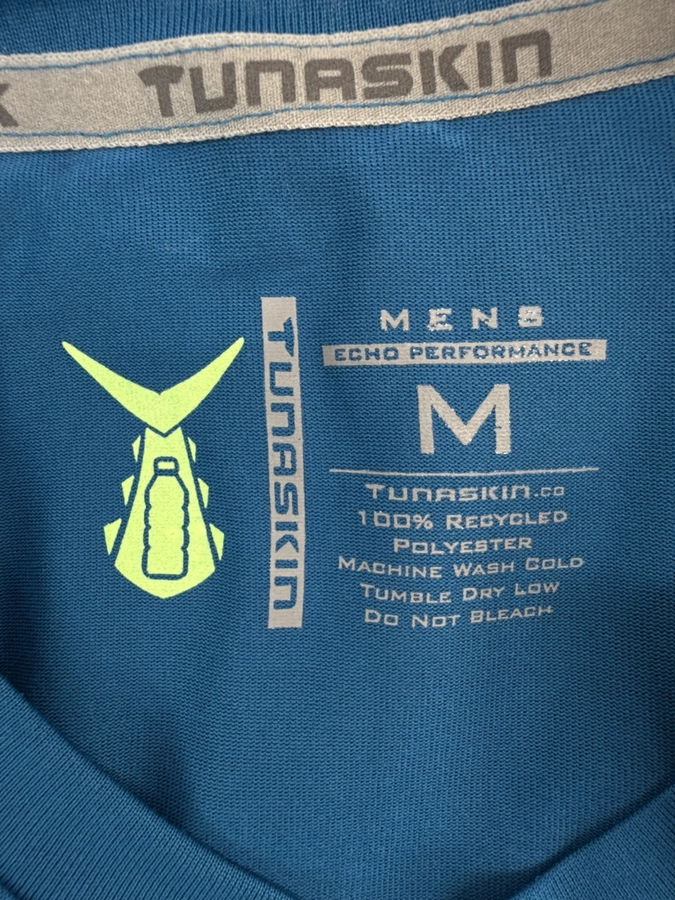 K TUNASKIN
TUNASKIN
MENS
ECHO PERFORMANCE
M
TUNASKIN.CO
100% RECYCLED
POLYESTER
MACHINE WASH COLD
TUMBLE DRY LOW
DO NOT BLEACH